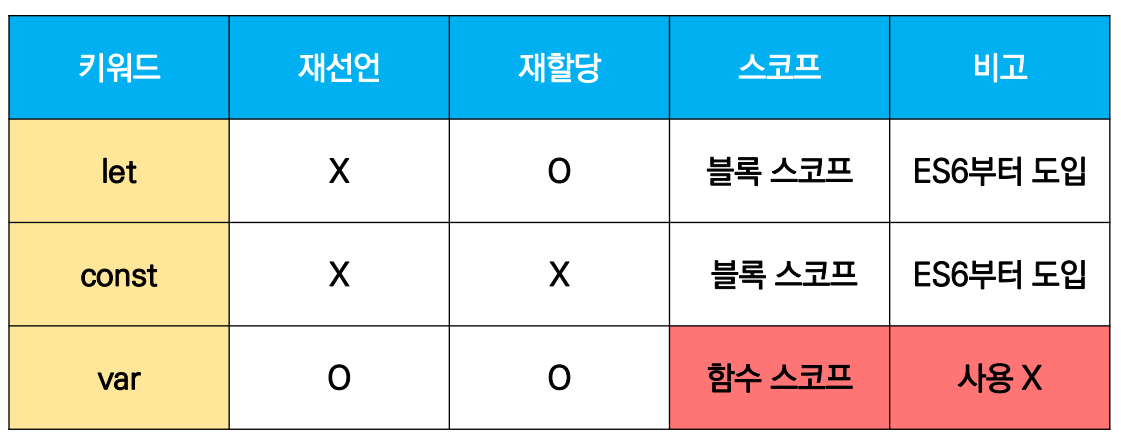 키워드 재선언 재할당 스코프 비고
let X O 블록 스코프 ES6부터 도입
const X X 블록 스코프 ES6부터 도입
var O O 함수 스코프 사용 X